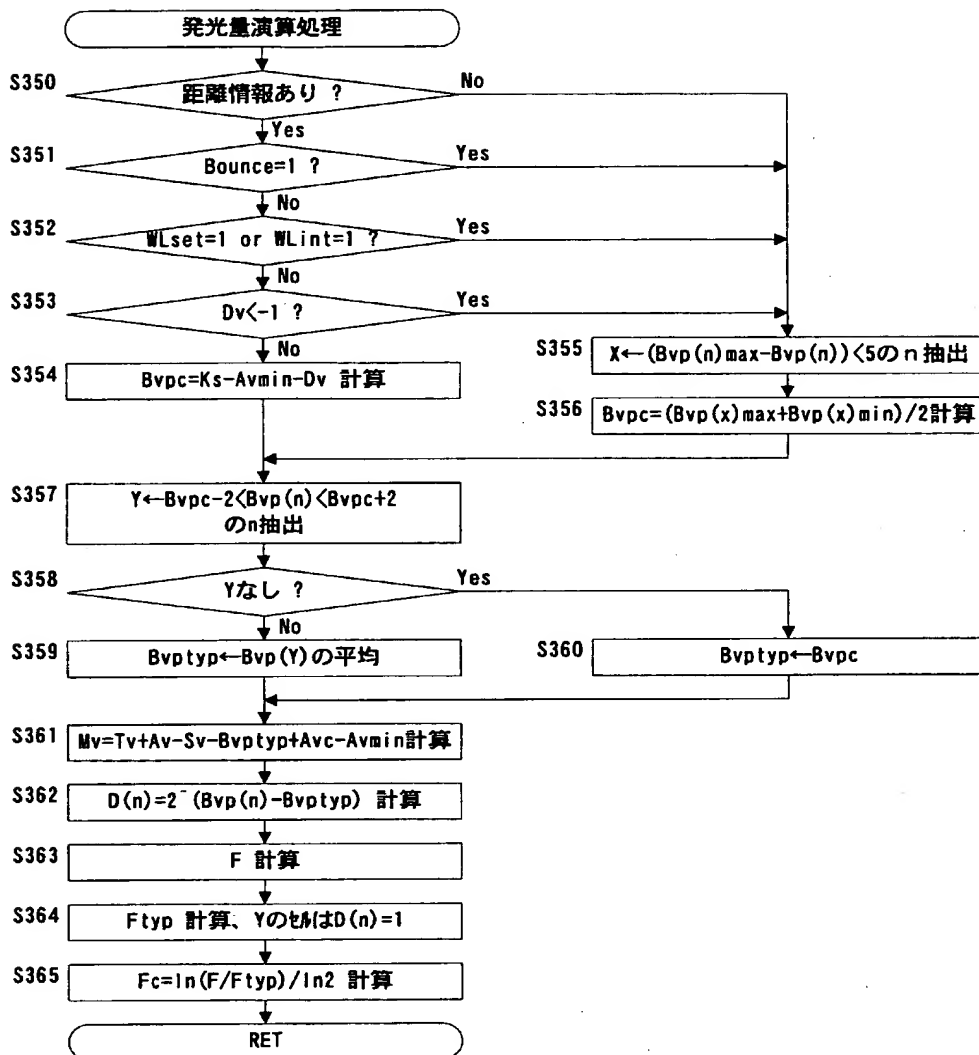 発光量演算処理
S350
距離情報あり ?
No
Yes
S351
Bounce=1 ?
Yes
No
S352
WLset=1 or WLint=1 ?
Yes
No
S353
Dv<-1 ?
Yes
No
S354
Bvpc=Ks-Avmin-Dv 計算
S355
X←(Bvp(n)max-Bvp(n))<5のn抽出
S356
Bvpc=(Bvp(x)max+Bvp(x)min)/2計算
S357
Y←Bvpc-2<Bvp(n)<Bvpc+2
のn抽出
S358
Yなし ?
Yes
No
S359
Bvptyp←Bvp(Y)の平均
S360
Bvptyp←Bvpc
S361
Mv=Tv+Av-Sv-Bvptyp+Avc-Avmin計算
S362
D(n)=2^-(Bvp(n)-Bvptyp) 計算
S363
F 計算
S364
Ftyp 計算、YのセルはD(n)=1
S365
Fc=ln(F/Ftyp)/ln2 計算
RET